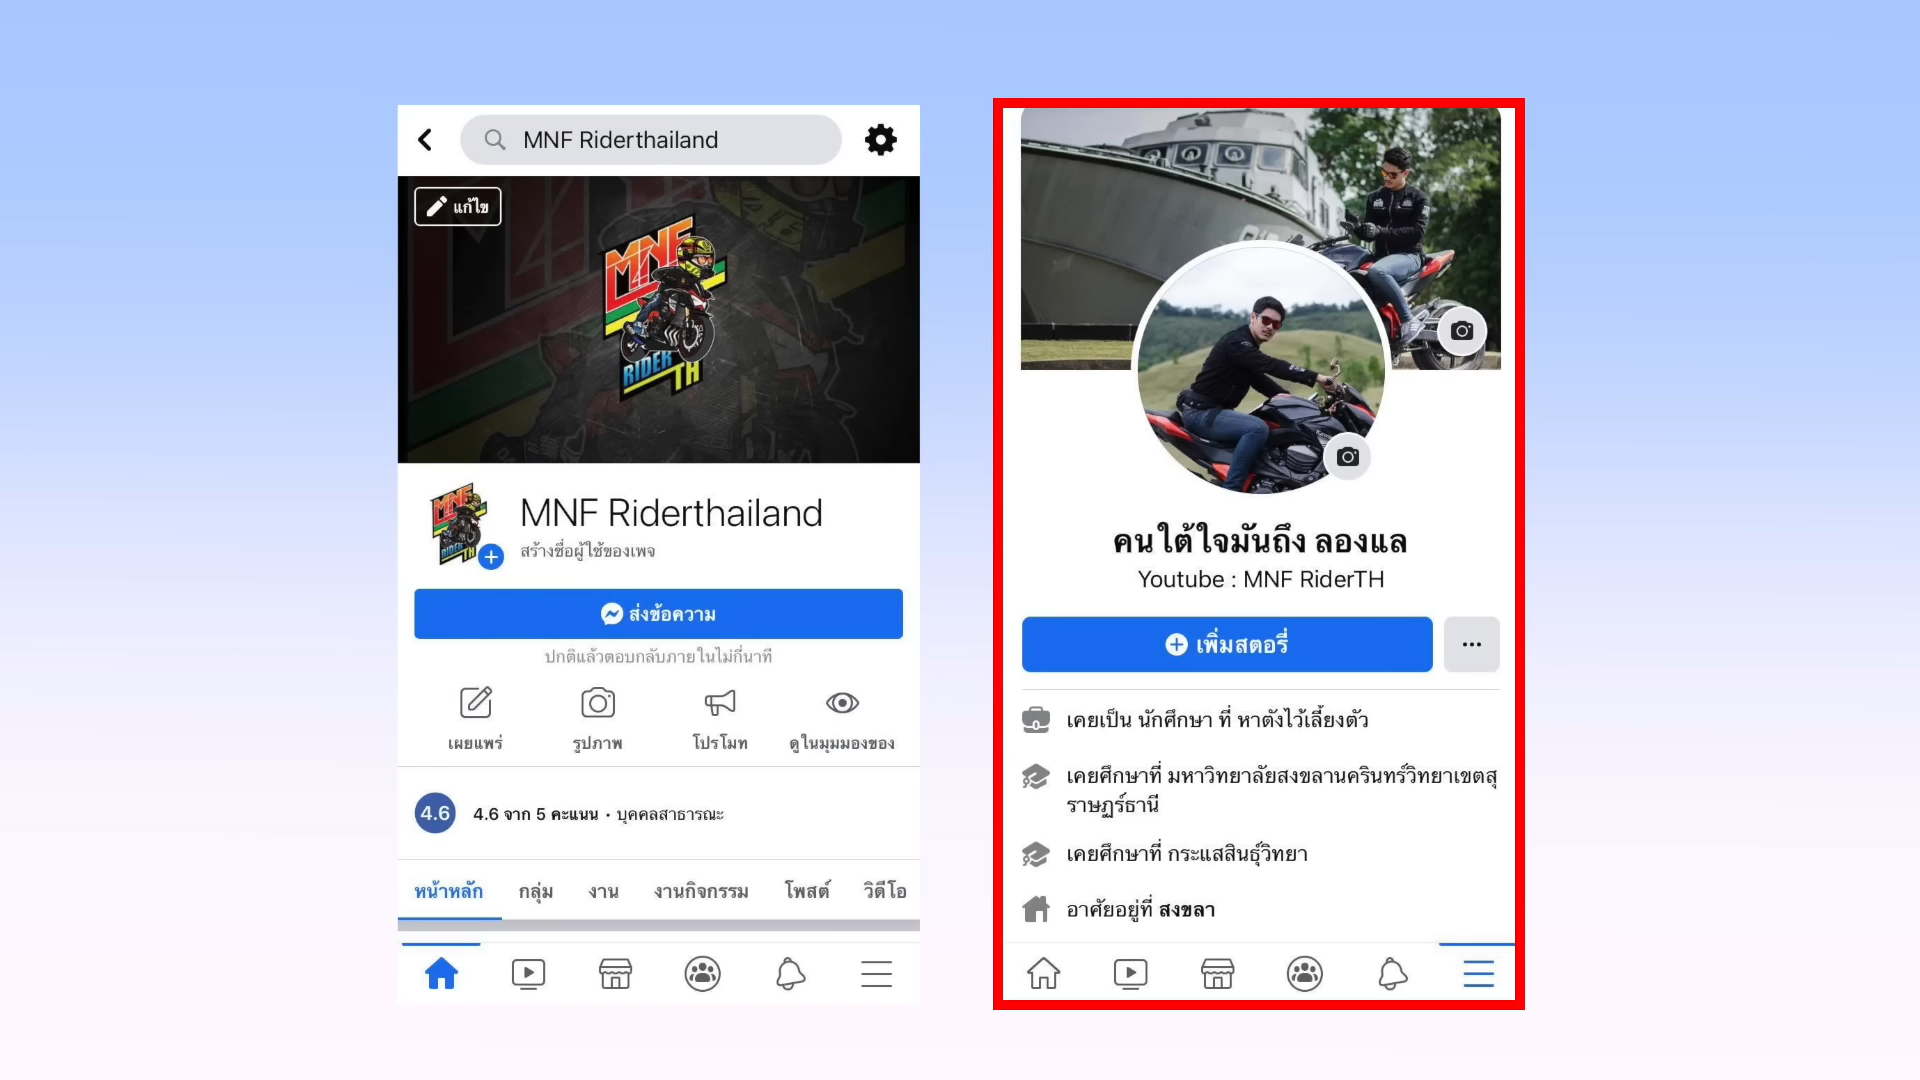 MNF Riderthailand
แก้ไข
MNF
RIDER
TH
MNF
RIDER
TH
MNF Riderthailand
สร้างชื่อผู้ใช้ของเพจ
ส่งข้อความ
ปกติแล้วตอบกลับภายในไม่กี่นาที
เผยแพร่
รูปภาพ
โปรโมท
ดูในมุมมองของ
4.6
4.6 จาก 5 คะแนน · บุคคลสาธารณะ
หน้าหลัก กลุ่ม งาน งานกิจกรรม โพสต์ วิดีโอ
คนใต้ใจมันถึง ลองแล
Youtube : MNF RiderTH
เพิ่มสตอรี่
เคยเป็น นักศึกษา ที่ หาตังไว้เลี้ยงตัว
เคยศึกษาที่ มหาวิทยาลัยสงขลานครินทร์วิทยาเขตสุ
ราษฎร์ธานี
เคยศึกษาที่ กระแสสินธุ์วิทยา
อาศัยอยู่ที่ สงขลา